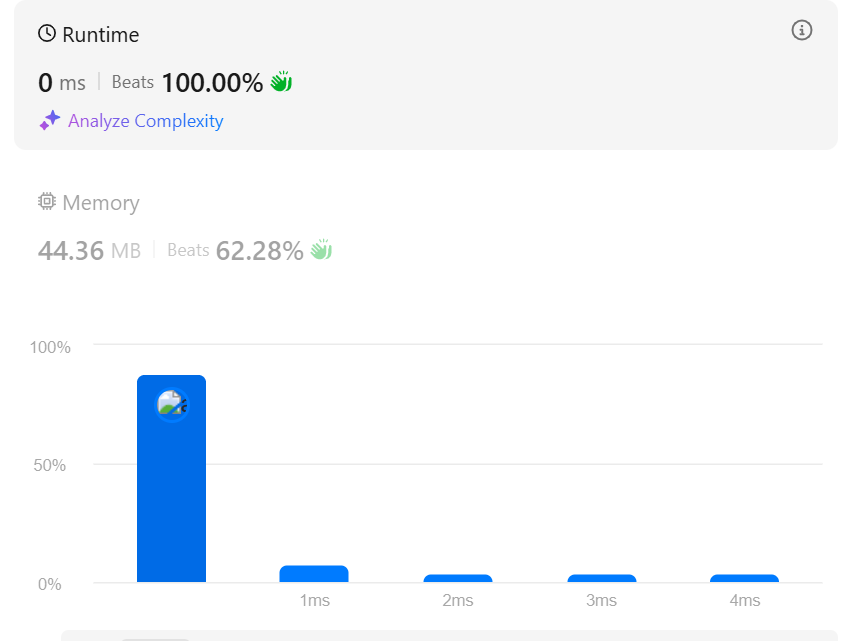 Runtime
0 ms | Beats 100.00%
Analyze Complexity
Memory
44.36 MB | Beats 62.28%
100%
50%
0%
1ms 2ms 3ms 4ms